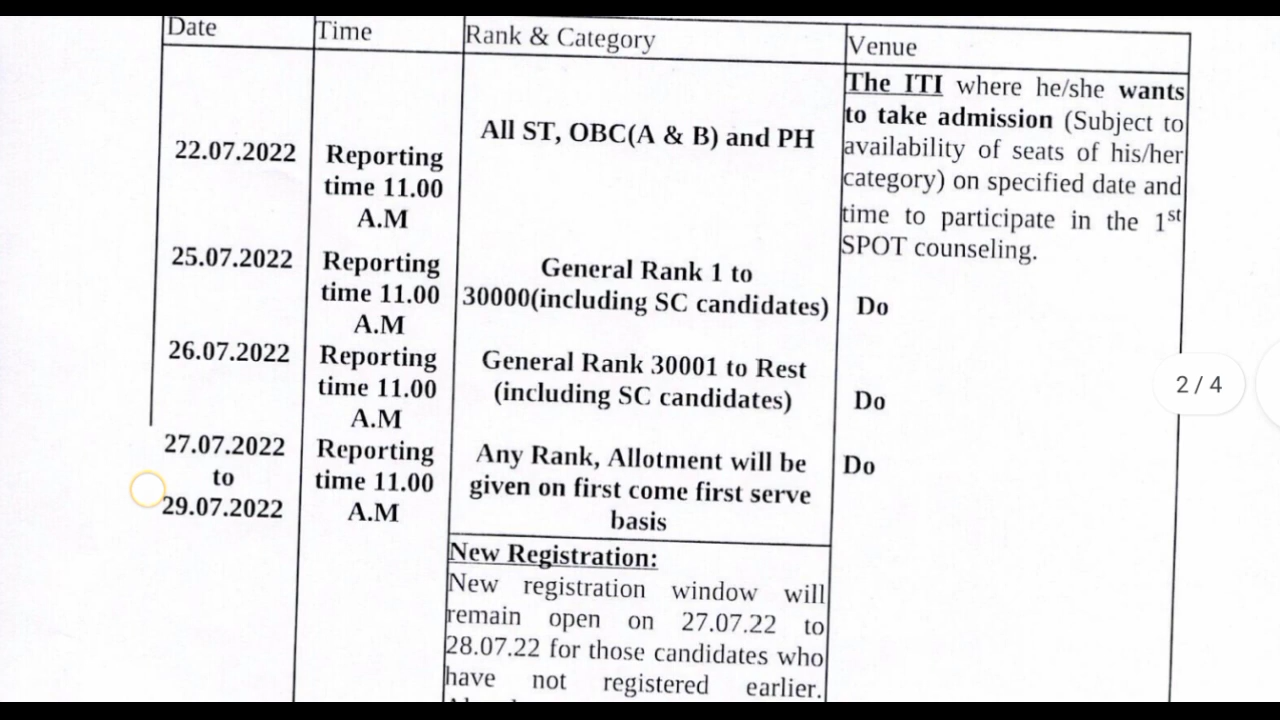 Date Time Rank & Category Venue
The ITI where he/she wants
to take admission (Subject to
availability of seats of his/her
category) on specified date and
time to participate in the 1st
SPOT counseling.
22.07.2022
Reporting
time 11.00
A.M
All ST, OBC(A & B) and PH
25.07.2022
Reporting
time 11.00
A.M
General Rank 1 to
30000(including SC candidates)
Do
26.07.2022
Reporting
time 11.00
A.M
General Rank 30001 to Rest
(including SC candidates)
Do
27.07.2022
to
29.07.2022
Reporting
time 11.00
A.M
Any Rank, Allotment will be
given on first come first serve
basis
Do
New Registration:
New registration window will
remain open on 27.07.22 to
28.07.22 for those candidates who
have not registered earlier.
2 / 4